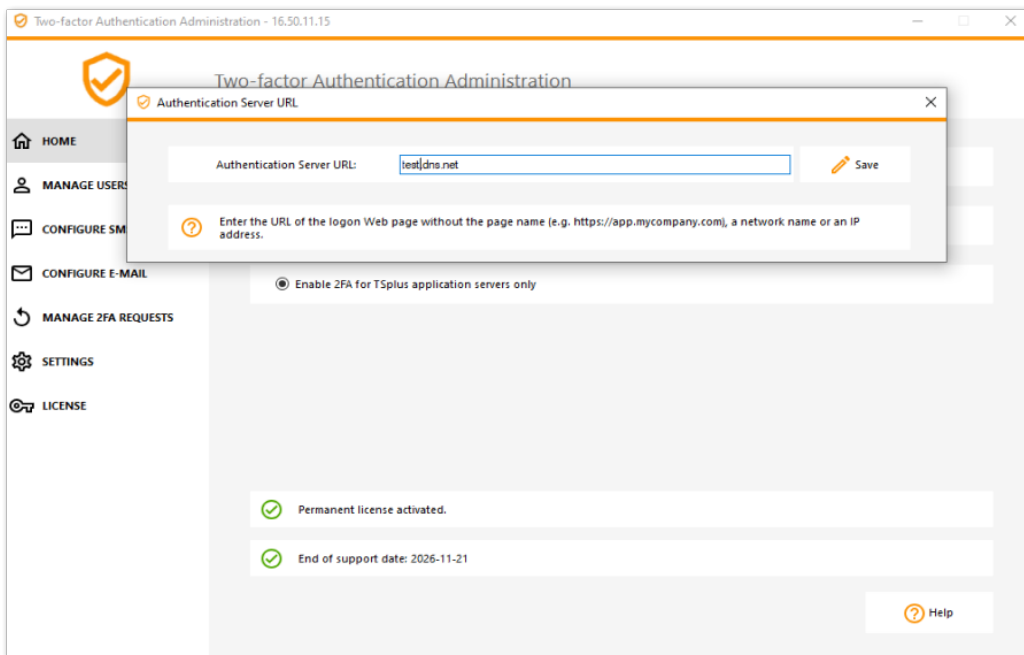 Two-factor Authentication Administration - 16.50.11.15
Two-factor Authentication Administration
Authentication Server URL
Authentication Server URL:
test.dns.net
Save
Enter the URL of the logon Web page without the page name (e.g. https://app.mycompany.com), a network name or an IP
address.
HOME
MANAGE USERS
CONFIGURE SM
CONFIGURE E-MAIL
MANAGE 2FA REQUESTS
SETTINGS
LICENSE
Enable 2FA for TSplus application servers only
Permanent license activated.
End of support date: 2026-11-21
Help